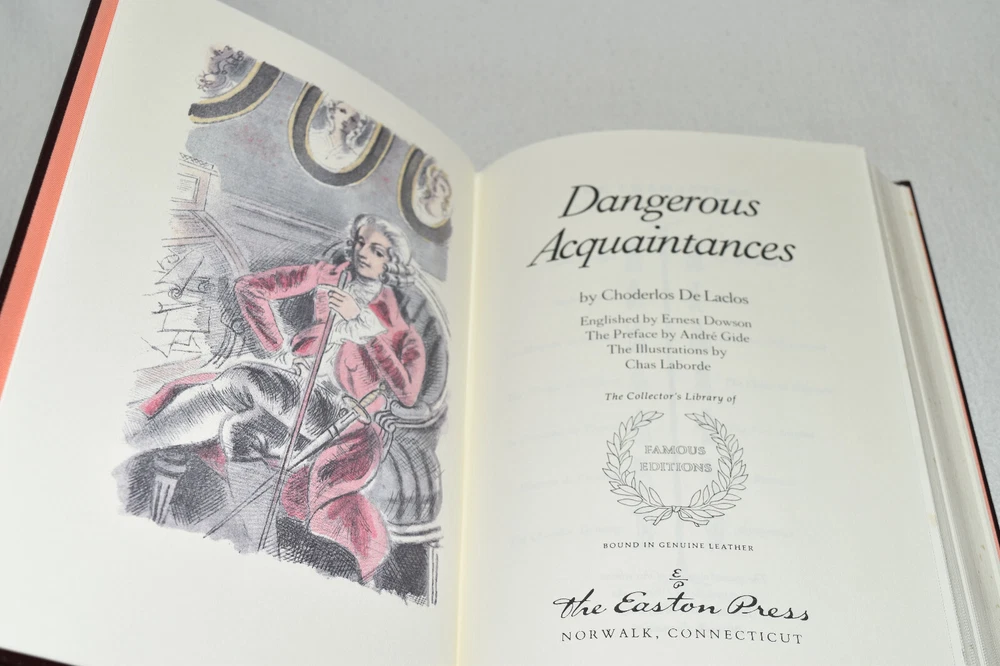 Dangerous
Acquaintances
by Choderlos De Laclos
Englished by Ernest Dowson
The Preface by André Gide
The Illustrations by
Chas Laborde
The Collector's Library of
FAMOUS
EDITIONS
BOUND IN GENUINE LEATHER
E
P
The Easton Press
NORWALK, CONNECTICUT